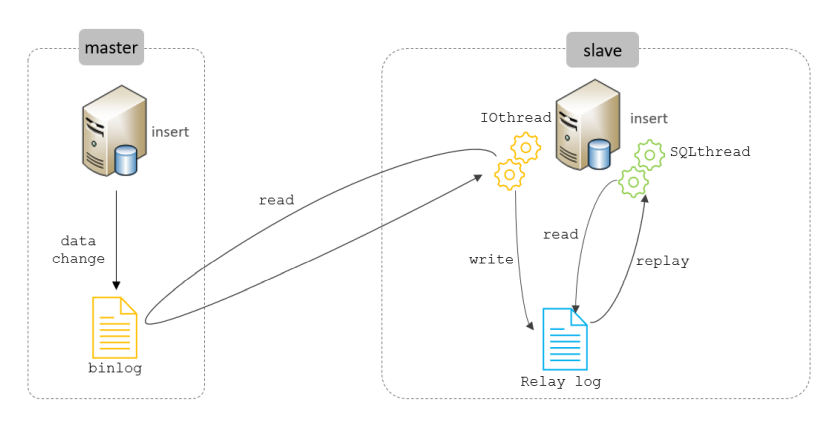 master
slave
insert
IOthread
insert
SQLthread
read
data
change
read
write
replay
binlog
Relay log